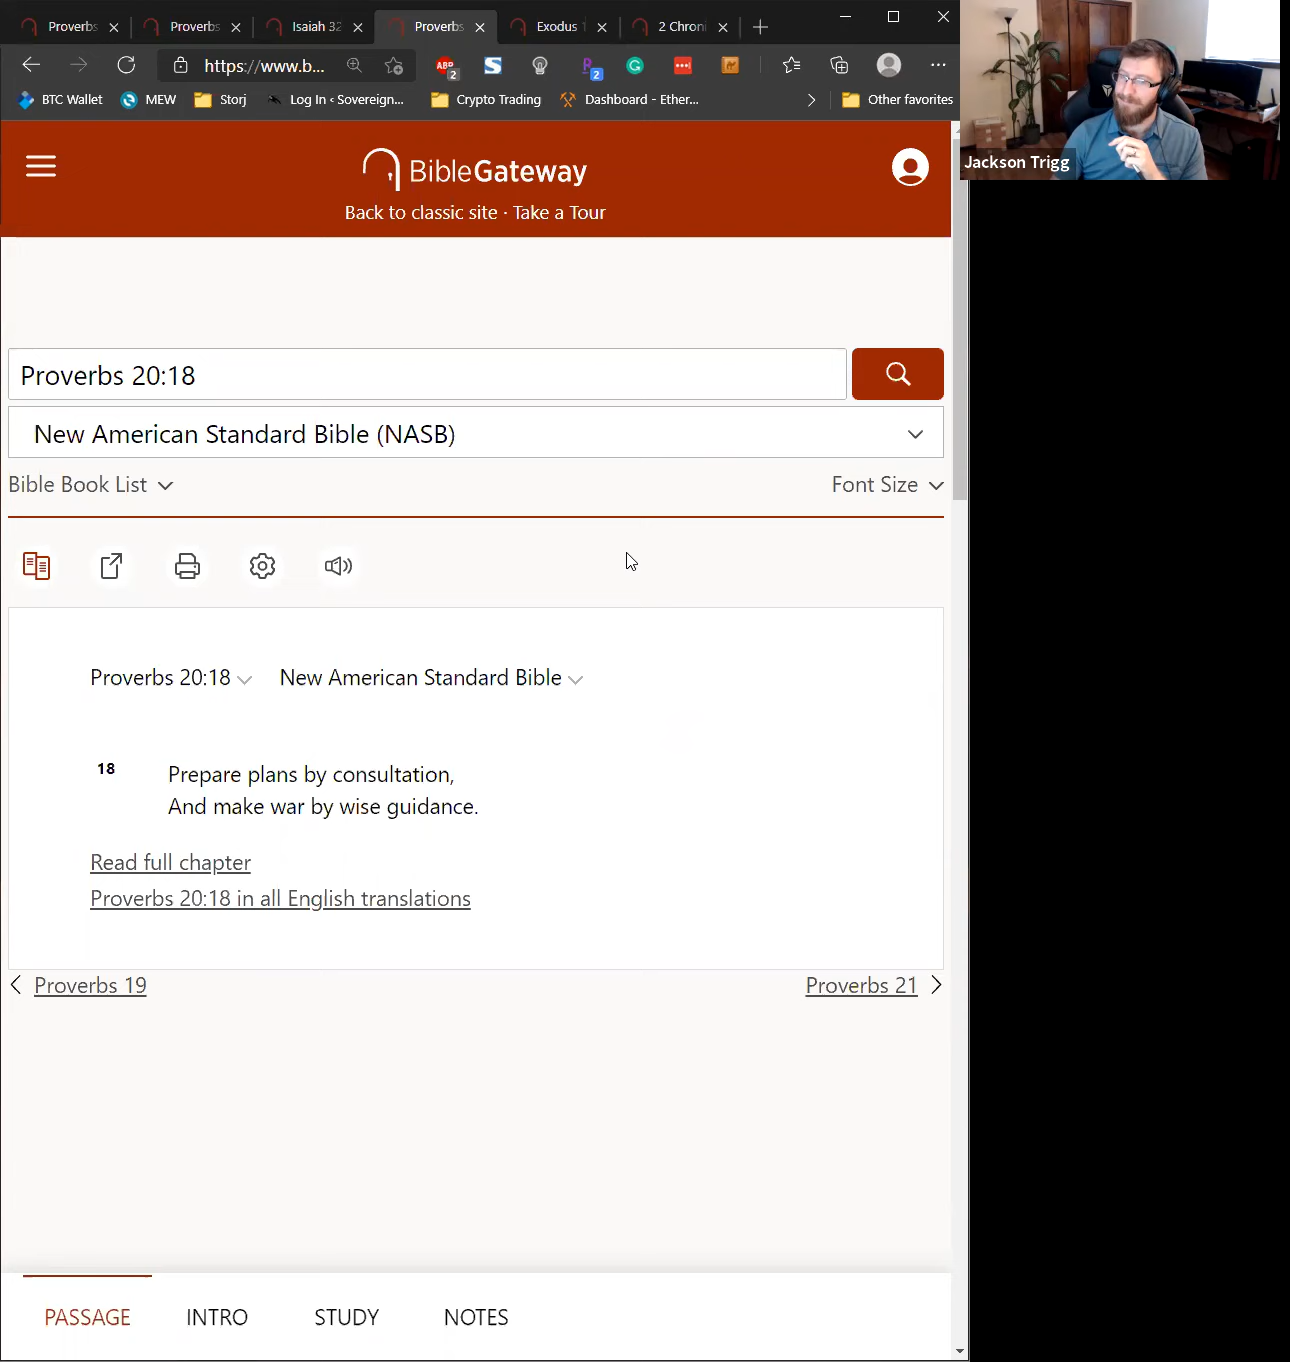 Proverbs Proverbs Isaiah 32 Proverbs Exodus 2 Chroni
https://www.b... ABP 2 S 2 G
BTC Wallet MEW Storj Log In ‹ Sovereign... Crypto Trading Dashboard - Ether... Other favorites
Jackson Trigg
BibleGateway
Back to classic site · Take a Tour
Proverbs 20:18
New American Standard Bible (NASB)
Bible Book List Font Size
Proverbs 20:18 New American Standard Bible
18 Prepare plans by consultation,
And make war by wise guidance.
Read full chapter
Proverbs 20:18 in all English translations
Proverbs 19 Proverbs 21
PASSAGE INTRO STUDY NOTES